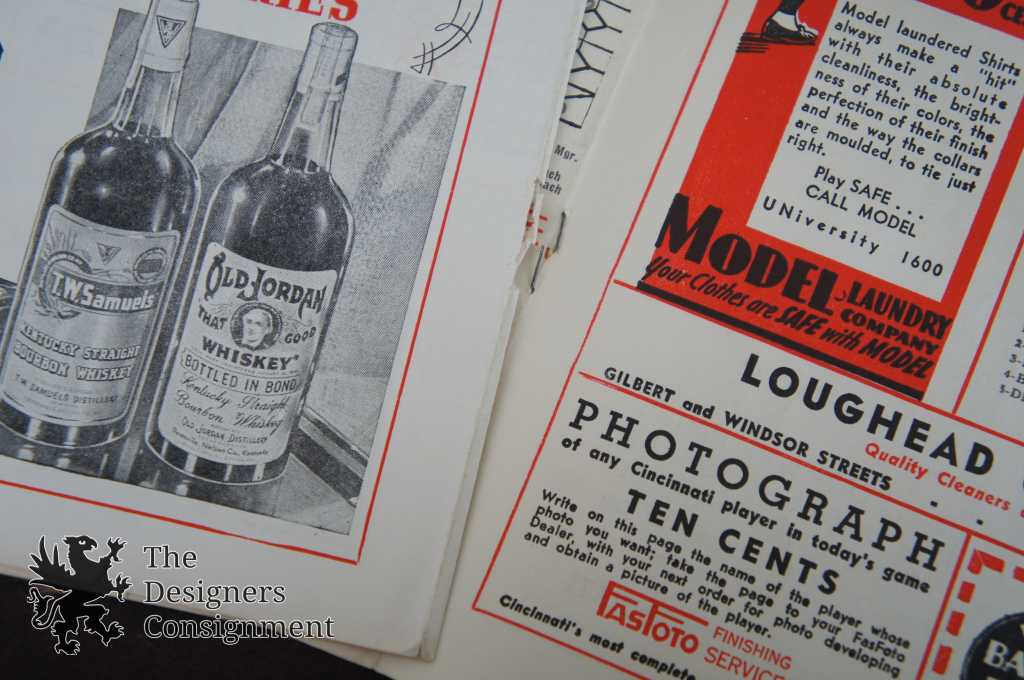 T.W.Samuels
KENTUCKY STRAIGHT
BOURBON WHISKEY
T.W. SAMUELS DISTILLERY
OLD JORDAN
THAT GOOD
WHISKEY
BOTTLED IN BOND
Kentucky Straight
Bourbon Whiskey
OLD JORDAN DISTILLERY
Mgr.
Model laundered Shirts
always make a "hit"
with their absolute
cleanliness, the bright-
ness of their colors, the
perfection of their finish
and the way the collars
are moulded, to tie just
right.
Play SAFE . . .
CALL MODEL
UNiversity 1600
MODEL LAUNDRY
COMPANY
Your Clothes are SAFE with MODEL
LOUGHEAD
Quality Cleaners
GILBERT and WINDSOR STREETS - -
PHOTOGRAPH
of any Cincinnati player in today's game
TEN CENTS
Write on this page the name of the player whose
photo you want; take the page to your FasFoto
Dealer, with your next order for photo developing
and obtain a picture of the player.
FASFOTO FINISHING
SERVICE
Cincinnati's most complete
The
Designers
Consignment